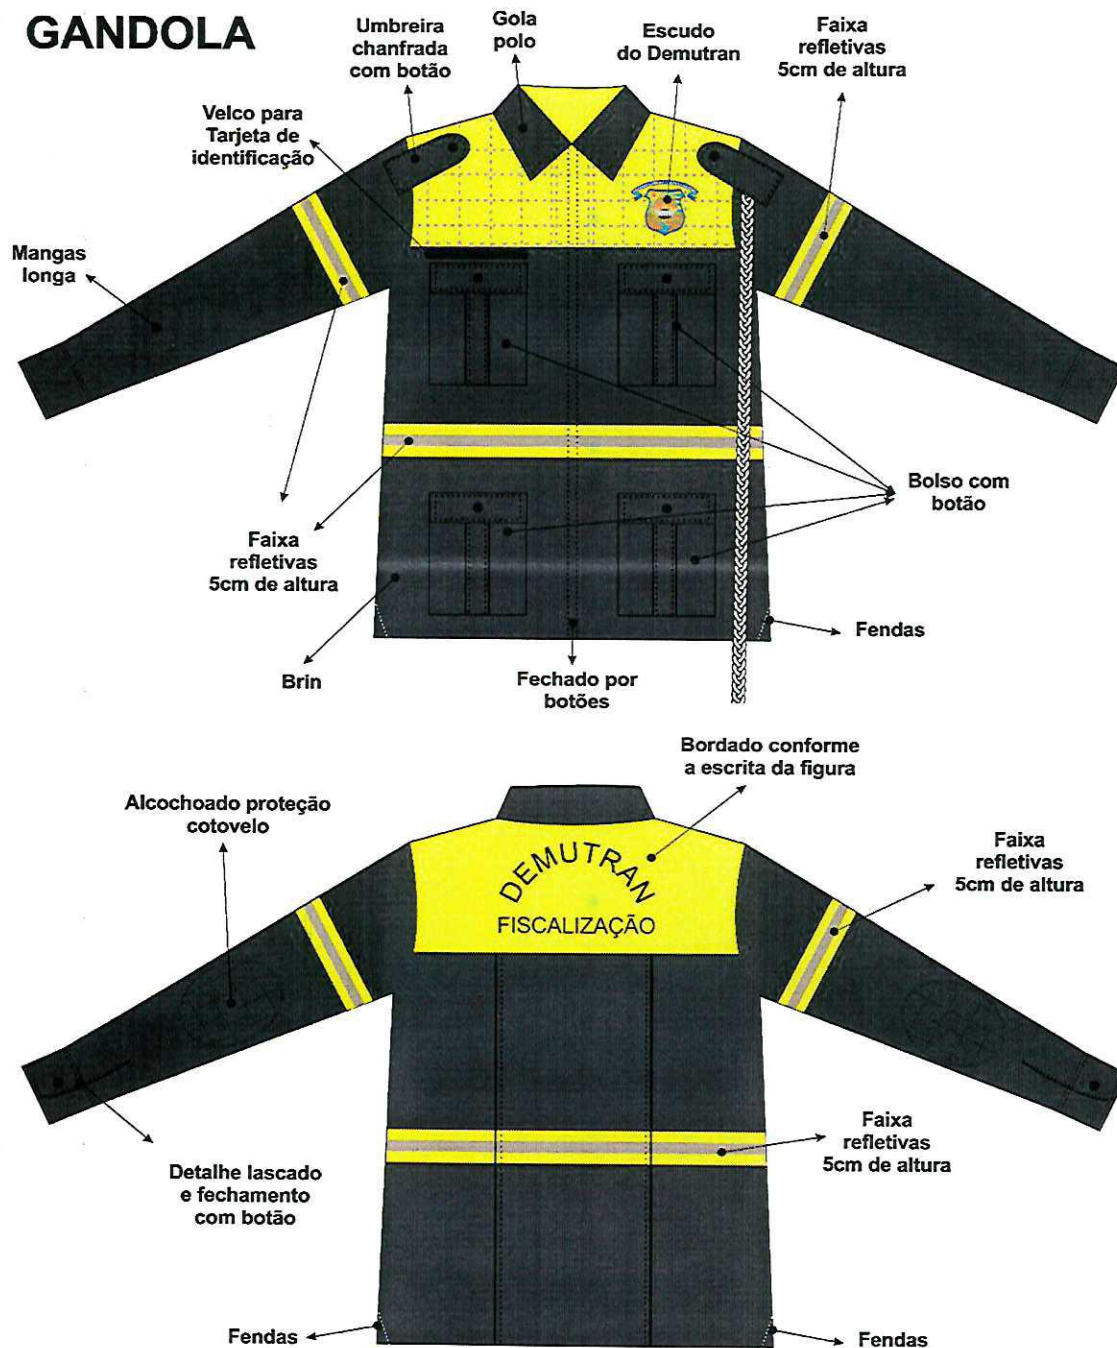 GANDOLA
Umbreira
chanfrada
com botão
Gola
polo
Escudo
do Demutran
Faixa
refletivas
5cm de altura
Velco para
Tarjeta de
identificação
Mangas
longa
Faixa
refletivas
5cm de altura
Bolso com
botão
Brin
Fechado por
botões
Fendas
Bordado conforme
a escrita da figura
Alcochoado proteção
cotovelo
Faixa
refletivas
5cm de altura
DEMUTRAN
FISCALIZAÇÃO
Faixa
refletivas
5cm de altura
Detalhe lascado
e fechamento
com botão
Fendas
Fendas